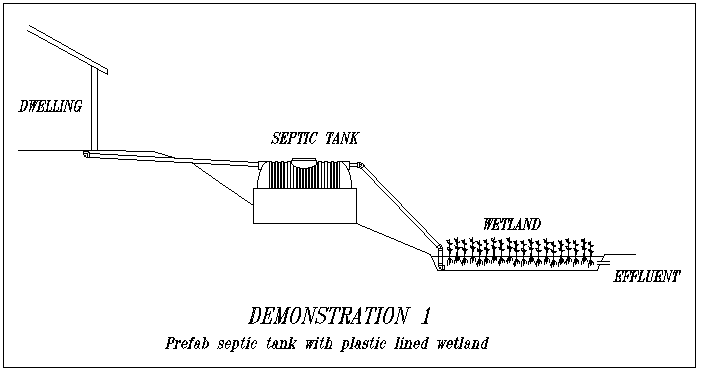 DWELLING
SEPTIC TANK
WETLAND
EFFLUENT
DEMONSTRATION 1
Prefab septic tank with plastic lined wetland